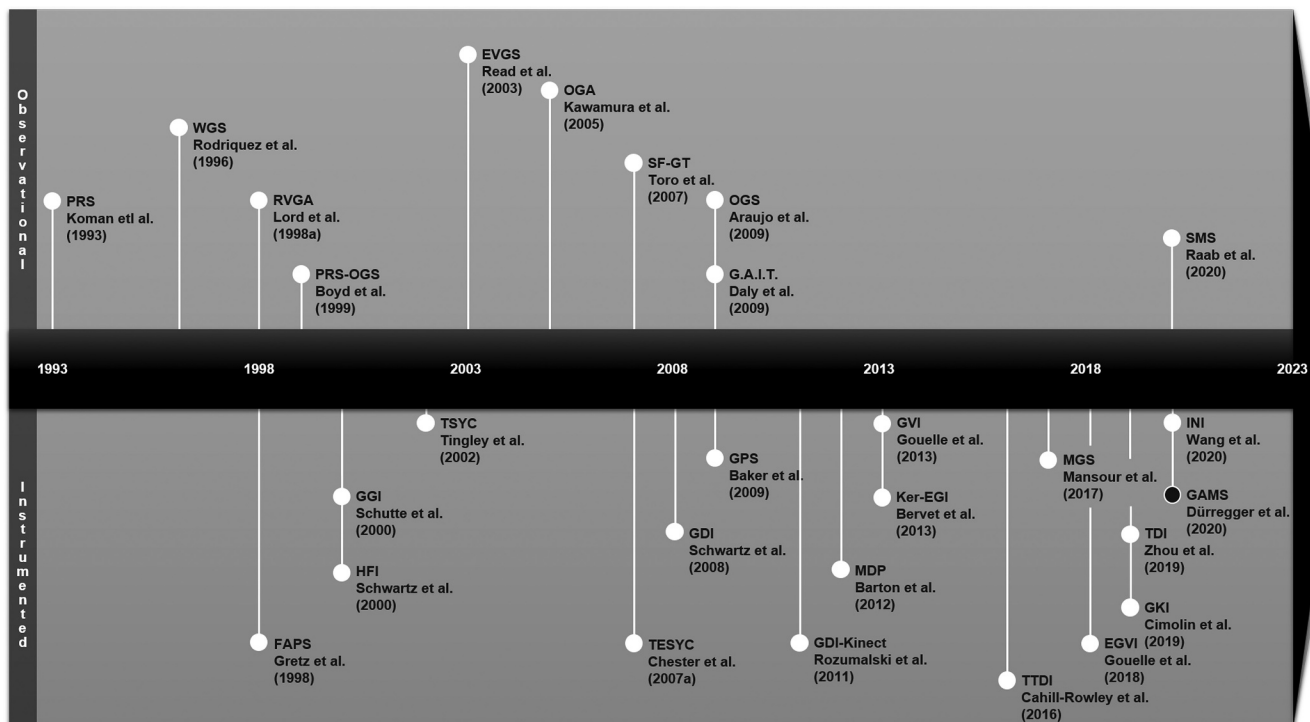 Observational
EVGS
Read et al.
(2003)
OGA
Kawamura et al.
(2005)
WGS
Rodriquez et al.
(1996)
SF-GT
Toro et al.
(2007)
PRS
Koman etl al.
(1993)
RVGA
Lord et al.
(1998a)
OGS
Araujo et al.
(2009)
SMS
Raab et al.
(2020)
PRS-OGS
Boyd et al.
(1999)
G.A.I.T.
Daly et al.
(2009)
1993 1998 2003 2008 2013 2018 2023
Instrumented
TSYC
Tingley et al.
(2002)
GVI
Gouelle et al.
(2013)
INI
Wang et al.
(2020)
GPS
Baker et al.
(2009)
MGS
Mansour et al.
(2017)
GGI
Schutte et al.
(2000)
Ker-EGI
Bervet et al.
(2013)
GAMS
Dürregger et al.
(2020)
GDI
Schwartz et al.
(2008)
TDI
Zhou et al.
(2019)
HFI
Schwartz et al.
(2000)
MDP
Barton et al.
(2012)
GKI
Cimolin et al.
(2019)
FAPS
Gretz et al.
(1998)
TESYC
Chester et al.
(2007a)
GDI-Kinect
Rozumalski et al.
(2011)
EGVI
Gouelle et al.
(2018)
TTDI
Cahill-Rowley et al.
(2016)